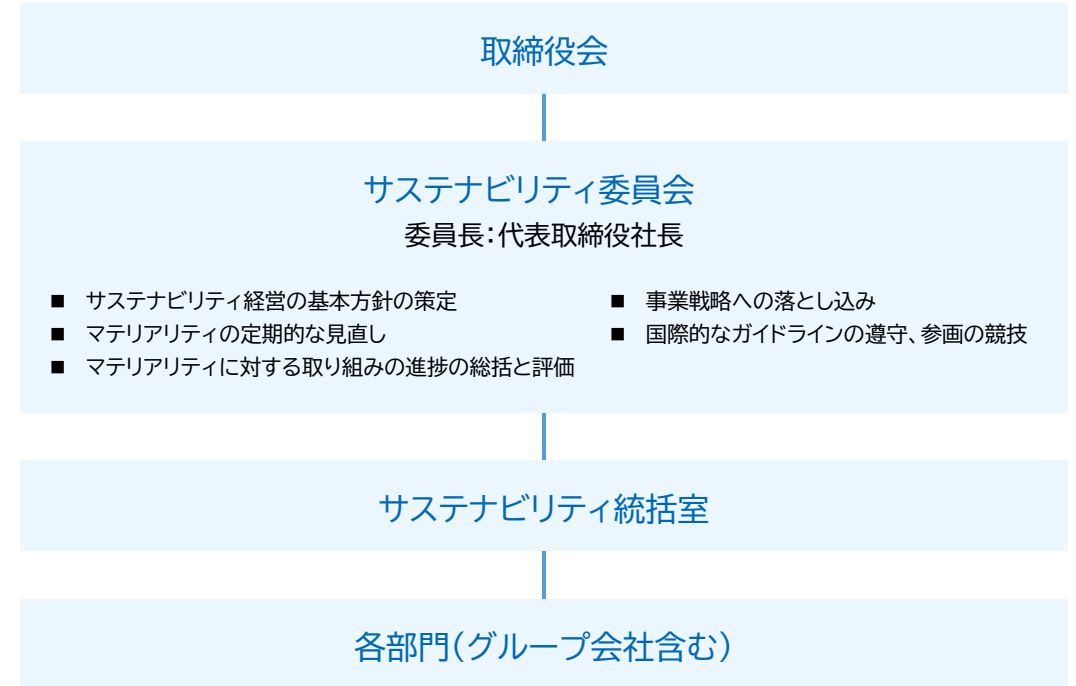 取締役会
サステナビリティ委員会
委員長：代表取締役社長
■ サステナビリティ経営の基本方針の策定
■ マテリアリティの定期的な見直し
■ マテリアリティに対する取り組みの進捗の総括と評価
■ 事業戦略への落とし込み
■ 国際的なガイドラインの遵守、参画の競技
サステナビリティ統括室
各部門（グループ会社含む）